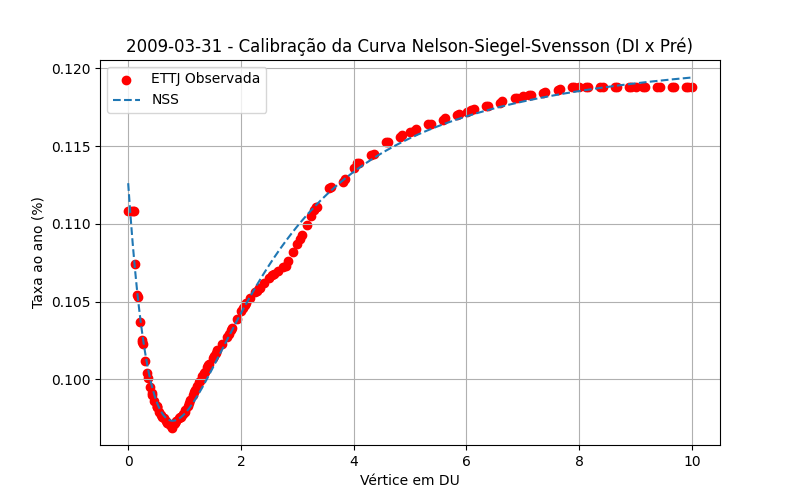 2009-03-31 - Calibração da Curva Nelson-Siegel-Svensson (DI x Pré)
ETTJ Observada
NSS
Taxa ao ano (%)
0.120
0.115
0.110
0.105
0.100
0 2 4 6 8 10
Vértice em DU